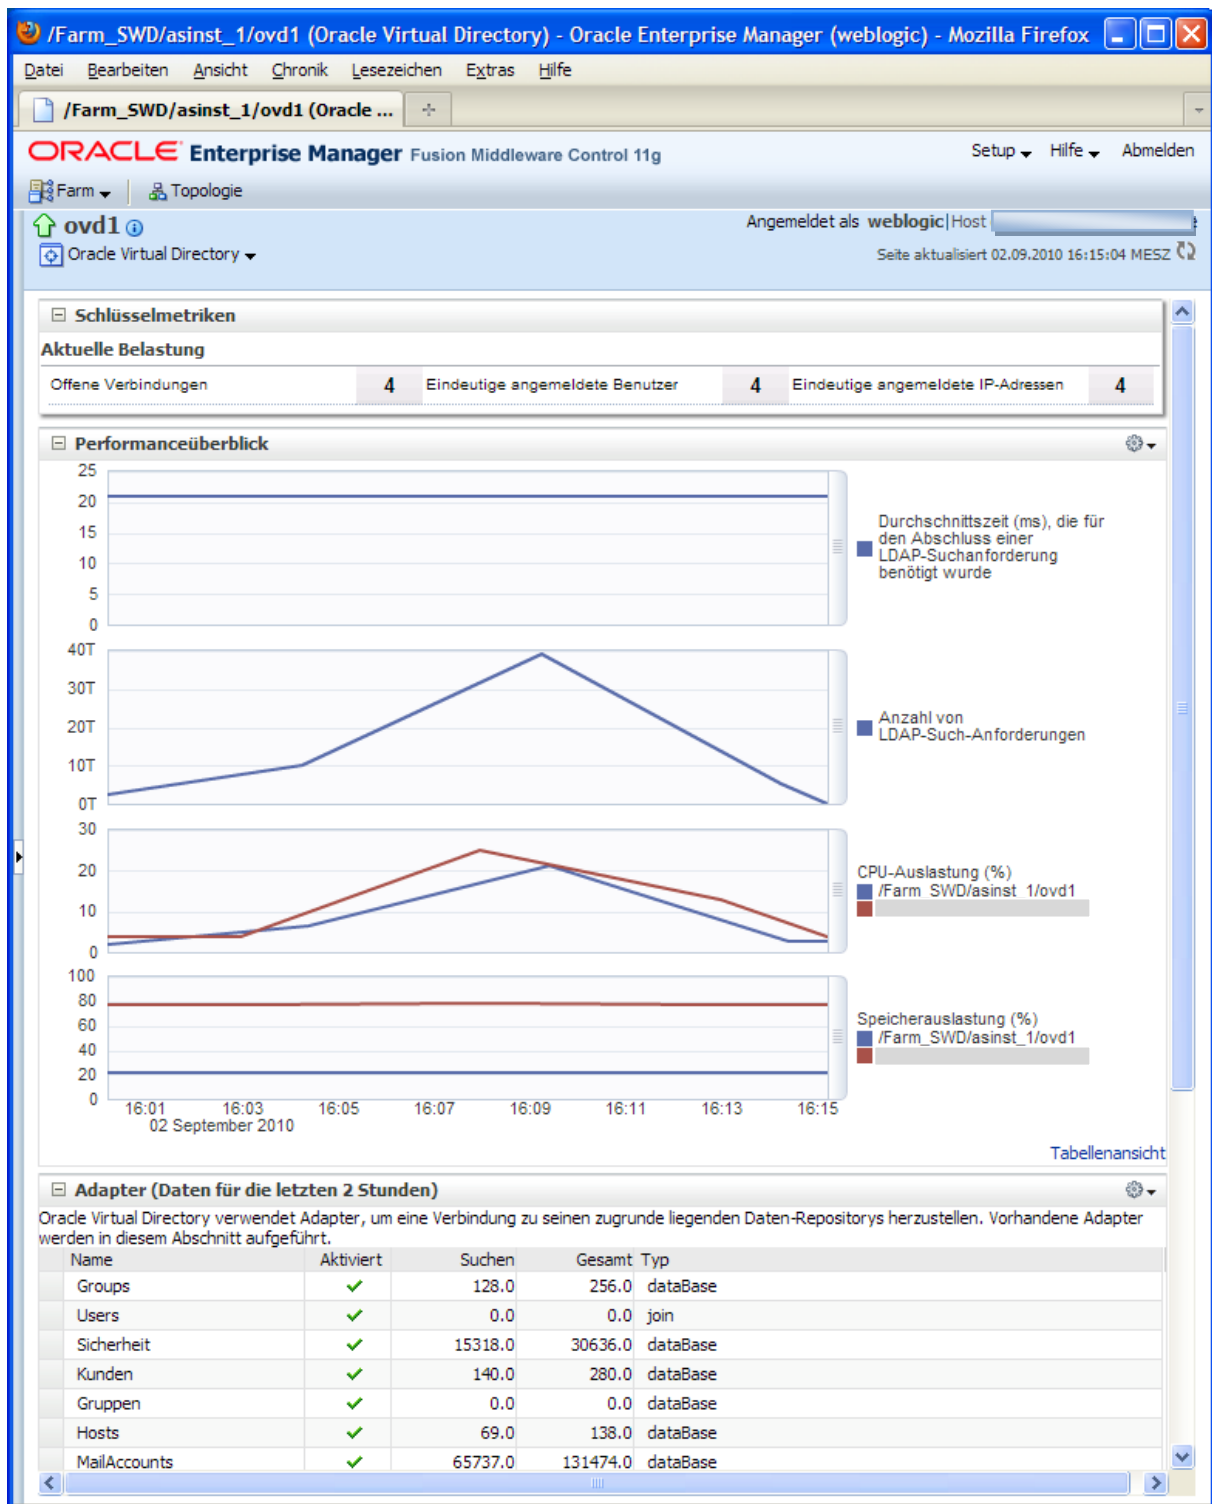 /Farm_SWD/asinst_1/ovd1 (Oracle Virtual Directory) - Oracle Enterprise Manager (weblogic) - Mozilla Firefox
Datei Bearbeiten Ansicht Chronik Lesezeichen Extras Hilfe
/Farm_SWD/asinst_1/ovd1 (Oracle ...
ORACLE Enterprise Manager Fusion Middleware Control 11g Setup Hilfe Abmelden
Farm Topologie
ovd1 Angemeldet als weblogic|Host
Oracle Virtual Directory Seite aktualisiert 02.09.2010 16:15:04 MESZ
Schlüsselmetriken
Aktuelle Belastung
Offene Verbindungen 4 Eindeutige angemeldete Benutzer 4 Eindeutige angemeldete IP-Adressen 4
Performanceüberblick
25
20
15
10
5
0
Durchschnittszeit (ms), die für
den Abschluss einer
LDAP-Suchanforderung
benötigt wurde
40T
30T
20T
10T
0T
Anzahl von
LDAP-Such-Anforderungen
30
20
10
0
CPU-Auslastung (%)
/Farm_SWD/asinst_1/ovd1
100
80
60
40
20
0
Speicherauslastung (%)
/Farm_SWD/asinst_1/ovd1
16:01 16:03 16:05 16:07 16:09 16:11 16:13 16:15
02 September 2010
Tabellenansicht
Adapter (Daten für die letzten 2 Stunden)
Oracle Virtual Directory verwendet Adapter, um eine Verbindung zu seinen zugrunde liegenden Daten-Repositorys herzustellen. Vorhandene Adapter
werden in diesem Abschnitt aufgeführt.
Name Aktiviert Suchen Gesamt Typ
Groups 128.0 256.0 dataBase
Users 0.0 0.0 join
Sicherheit 15318.0 30636.0 dataBase
Kunden 140.0 280.0 dataBase
Gruppen 0.0 0.0 dataBase
Hosts 69.0 138.0 dataBase
MailAccounts 65737.0 131474.0 dataBase